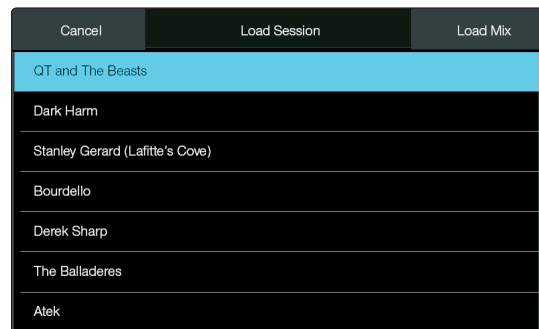 Cancel Load Session Load Mix
QT and The Beasts
Dark Harm
Stanley Gerard (Lafitte's Cove)
Bourdello
Derek Sharp
The Balladeres
Atek